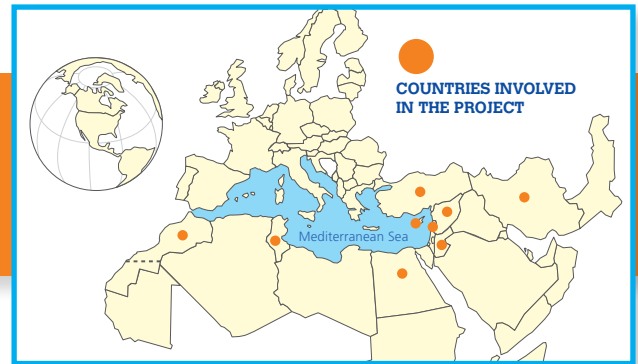 COUNTRIES INVOLVED
IN THE PROJECT
Mediterranean Sea